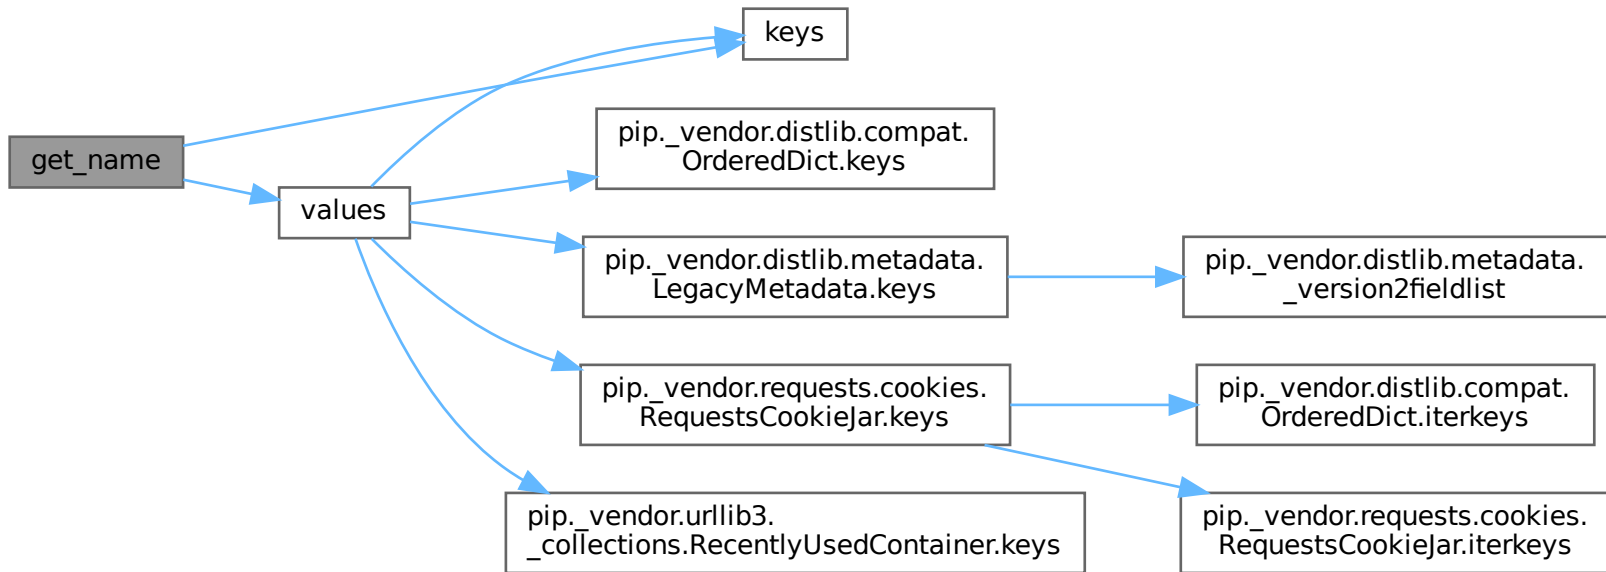 keys
get_name
pip._vendor.distlib.compat.
OrderedDict.keys
values
pip._vendor.distlib.metadata.
LegacyMetadata.keys
pip._vendor.distlib.metadata.
_version2fieldlist
pip._vendor.requests.cookies.
RequestsCookieJar.keys
pip._vendor.distlib.compat.
OrderedDict.iterkeys
pip._vendor.urllib3.
_collections.RecentlyUsedContainer.keys
pip._vendor.requests.cookies.
RequestsCookieJar.iterkeys